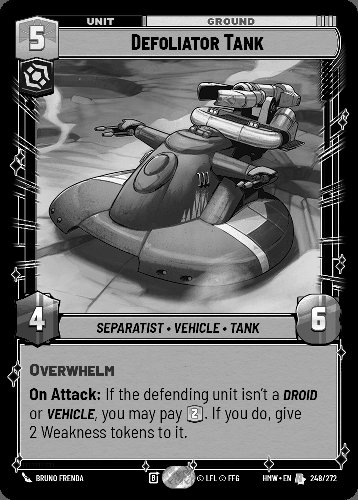 UNIT
GROUND
5
DEFOLIATOR TANK
4
6
SEPARATIST • VEHICLE • TANK
OVERWHELM
On Attack: If the defending unit isn't a DROID
or VEHICLE, you may pay 2. If you do, give
2 Weakness tokens to it.
BRUNO FRENDA
© LFL © FFG
HMW • EN
248/272